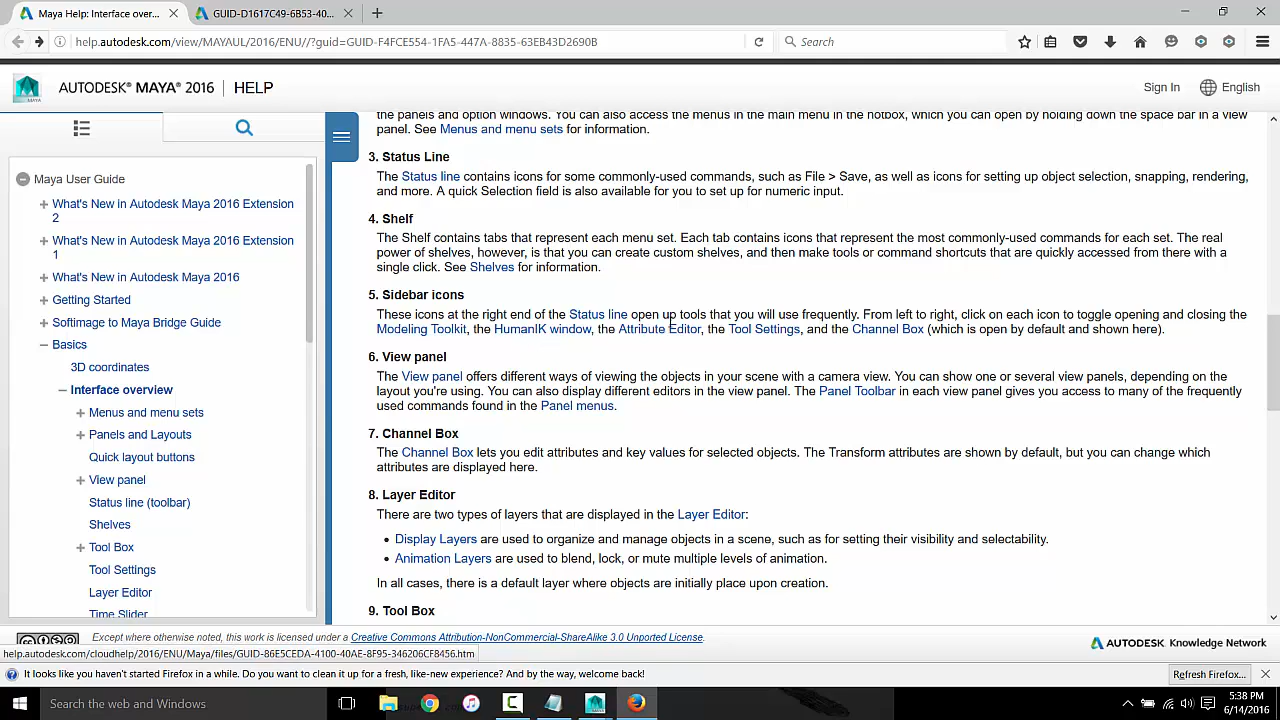 Maya Help: Interface over...
GUID-D1617C49-6B53-40...
help.autodesk.com/view/MAYAUL/2016/ENU//?guid=GUID-F4FCE554-1FA5-447A-8835-63EB43D2690B
Search
MAYA
AUTODESK® MAYA® 2016 | HELP
Sign In
English
Maya User Guide
What's New in Autodesk Maya 2016 Extension
2
What's New in Autodesk Maya 2016 Extension
1
What's New in Autodesk Maya 2016
Getting Started
Softimage to Maya Bridge Guide
Basics
3D coordinates
Interface overview
Menus and menu sets
Panels and Layouts
Quick layout buttons
View panel
Status line (toolbar)
Shelves
Tool Box
Tool Settings
Layer Editor
Time Slider
the panels and option windows. You can also access the menus in the main menu in the hotbox, which you can open by holding down the space bar in a view
panel. See Menus and menu sets for information.
3. Status Line
The Status line contains icons for some commonly-used commands, such as File > Save, as well as icons for setting up object selection, snapping, rendering,
and more. A quick Selection field is also available for you to set up for numeric input.
4. Shelf
The Shelf contains tabs that represent each menu set. Each tab contains icons that represent the most commonly-used commands for each set. The real
power of shelves, however, is that you can create custom shelves, and then make tools or command shortcuts that are quickly accessed from there with a
single click. See Shelves for information.
5. Sidebar icons
These icons at the right end of the Status line open up tools that you will use frequently. From left to right, click on each icon to toggle opening and closing the
Modeling Toolkit, the HumanIK window, the Attribute Editor, the Tool Settings, and the Channel Box (which is open by default and shown here).
6. View panel
The View panel offers different ways of viewing the objects in your scene with a camera view. You can show one or several view panels, depending on the
layout you're using. You can also display different editors in the view panel. The Panel Toolbar in each view panel gives you access to many of the frequently
used commands found in the Panel menus.
7. Channel Box
The Channel Box lets you edit attributes and key values for selected objects. The Transform attributes are shown by default, but you can change which
attributes are displayed here.
8. Layer Editor
There are two types of layers that are displayed in the Layer Editor:
• Display Layers are used to organize and manage objects in a scene, such as for setting their visibility and selectability.
• Animation Layers are used to blend, lock, or mute multiple levels of animation.
In all cases, there is a default layer where objects are initially place upon creation.
9. Tool Box
Except where otherwise noted, this work is licensed under a Creative Commons Attribution-NonCommercial-ShareAlike 3.0 Unported License.
AUTODESK Knowledge Network
help.autodesk.com/cloudhelp/2016/ENU/Maya/files/GUID-86E5CEDA-4100-40AE-8F95-346206CF8456.htm
It looks like you haven't started Firefox in a while. Do you want to clean it up for a fresh, like-new experience? And by the way, welcome back!
Refresh Firefox...
Search the web and Windows
5:38 PM
6/14/2016